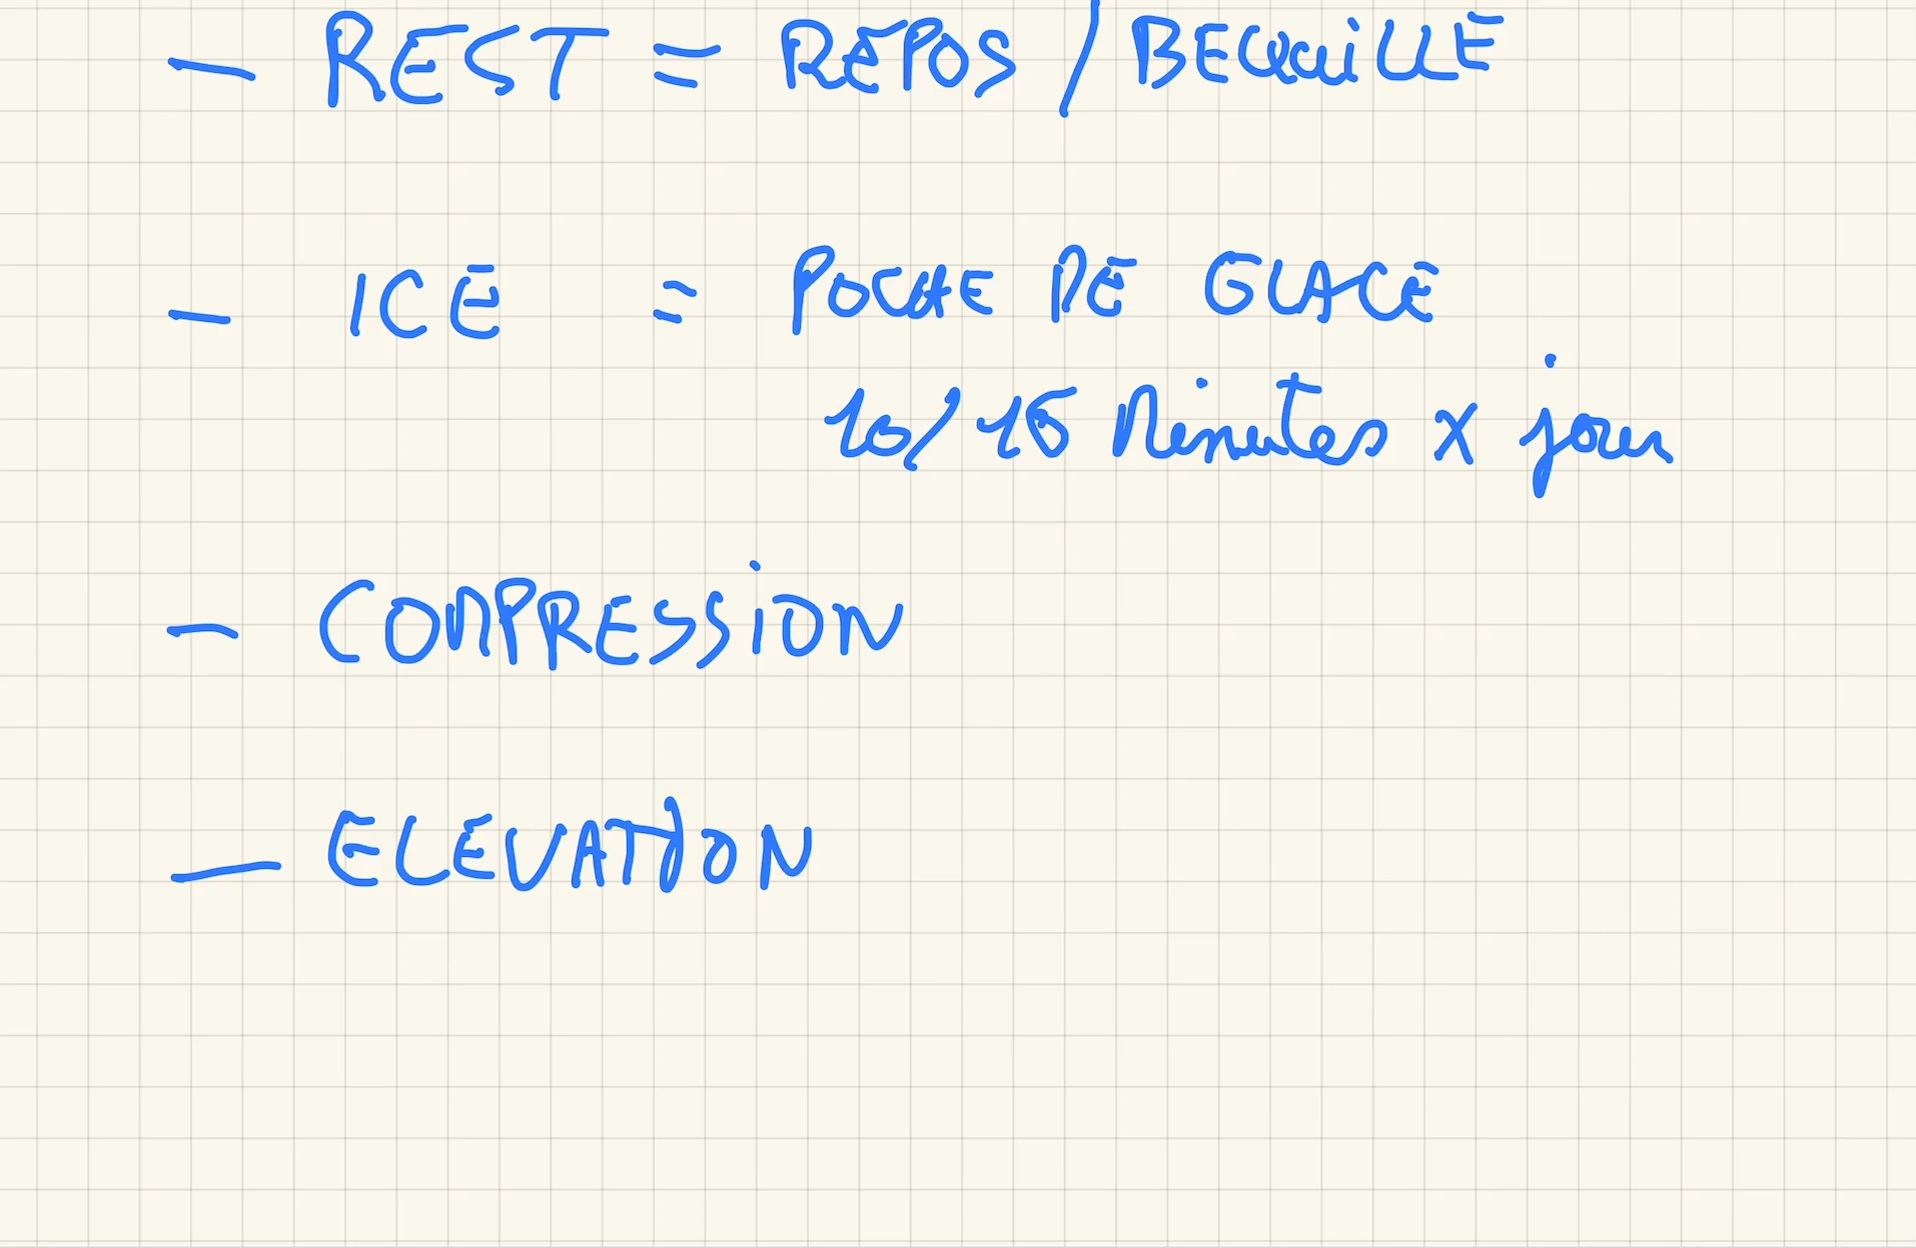 - REST = REPOS / BEQUILLE
- ICE = POCHE DE GLACE
10/15 Minutes x jour
- COMPRESSION
- ELEVATION